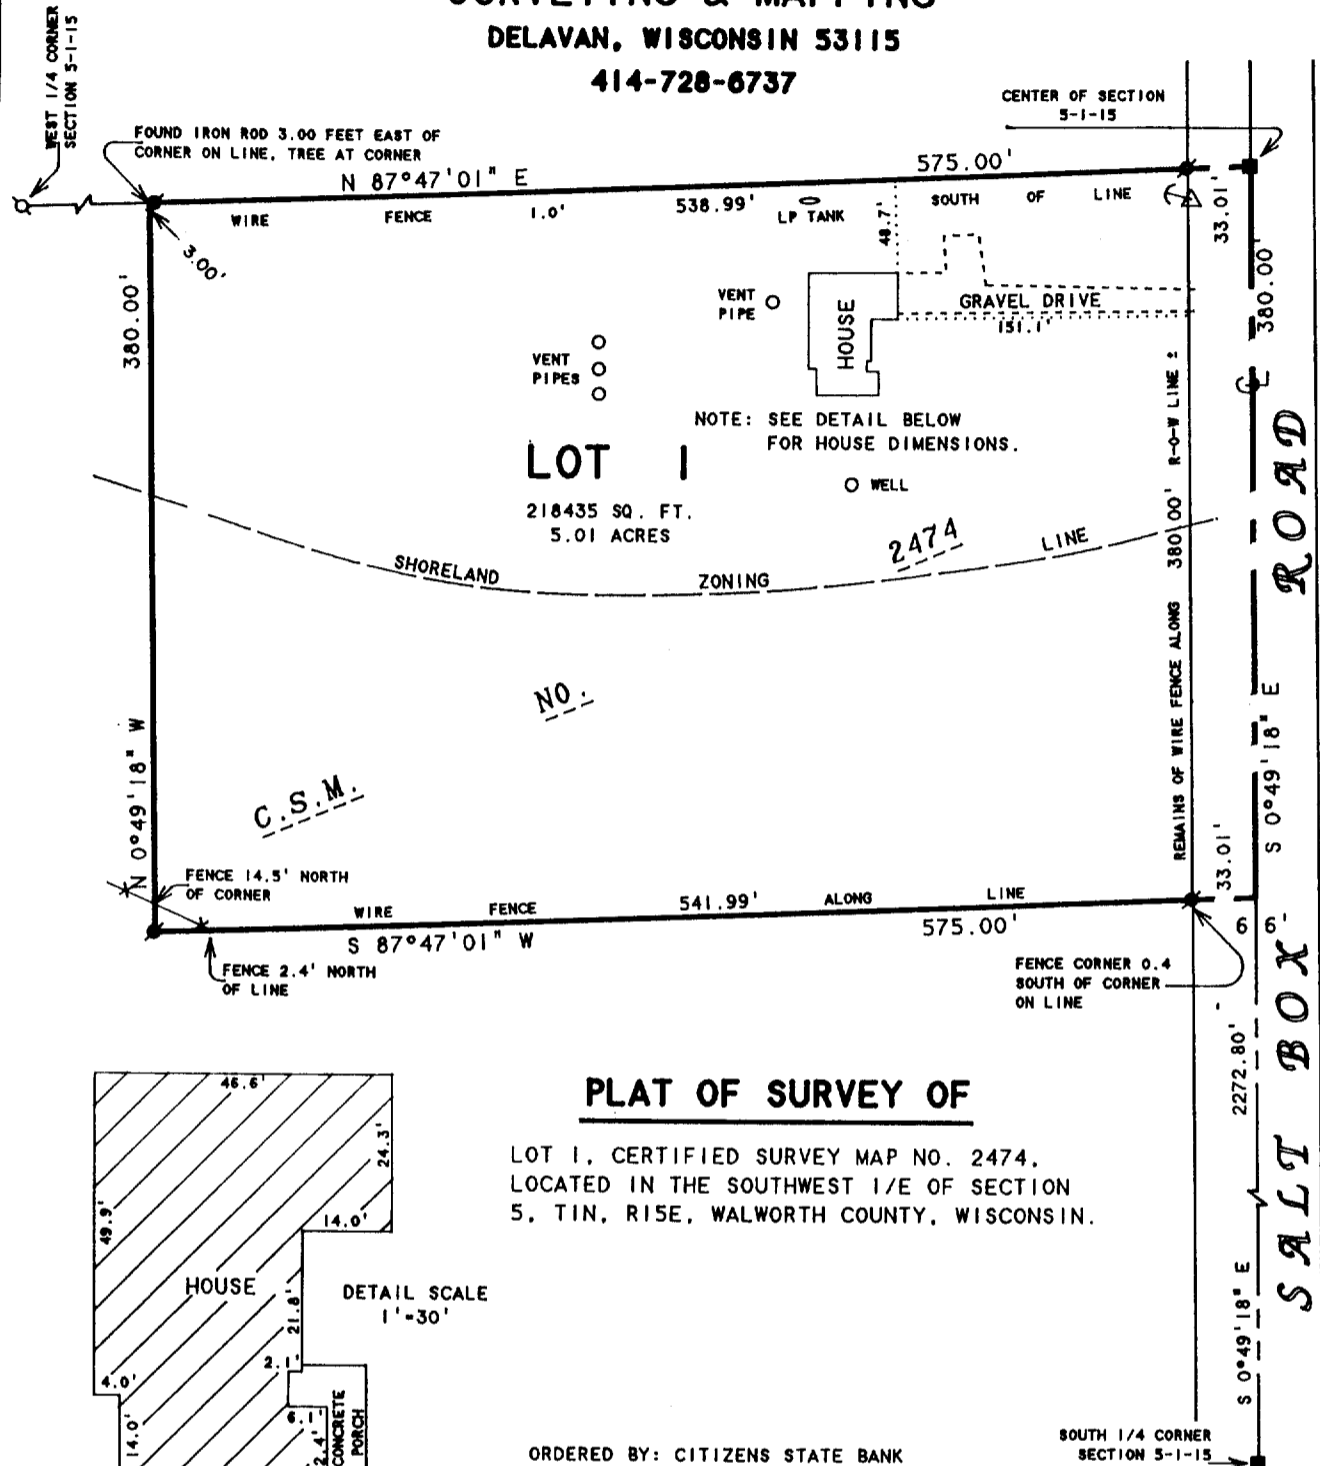 SURVEYING & MAPPING
DELAVAN, WISCONSIN 53115
414-728-6737
WEST 1/4 CORNER
SECTION 5-1-15
FOUND IRON ROD 3.00 FEET EAST OF
CORNER ON LINE, TREE AT CORNER
CENTER OF SECTION
5-1-15
N 87°47'01" E
575.00'
WIRE FENCE 1.0' 538.99' SOUTH OF LINE
LP TANK
3.00'
48.7'
33.01'
380.00'
380.00'
VENT
PIPE
HOUSE
GRAVEL DRIVE
151.1'
VENT
PIPES
NOTE: SEE DETAIL BELOW
FOR HOUSE DIMENSIONS.
LOT 1
218435 SQ. FT.
5.01 ACRES
WELL
SHORELAND ZONING LINE
2474
NO.
C.S.M.
REMAINS OF WIRE FENCE ALONG 380.00' R-O-W LINE ±
N 0°49'18" W
S 0°49'18" E
33.01'
FENCE 14.5' NORTH
OF CORNER
WIRE FENCE 541.99' ALONG LINE
S 87°47'01" W
575.00'
66'
FENCE 2.4' NORTH
OF LINE
FENCE CORNER 0.4
SOUTH OF CORNER
ON LINE
2272.80'
SALT BOX ROAD
S 0°49'18" E
PLAT OF SURVEY OF
LOT 1, CERTIFIED SURVEY MAP NO. 2474,
LOCATED IN THE SOUTHWEST 1/E OF SECTION
5, T1N, R15E, WALWORTH COUNTY, WISCONSIN.
46.6'
24.3'
49.9'
14.0'
HOUSE
DETAIL SCALE
1'=30'
21.8'
2.1'
4.0'
14.0'
6.1'
2.4'
CONCRETE
PORCH
ORDERED BY: CITIZENS STATE BANK
SOUTH 1/4 CORNER
SECTION 5-1-15